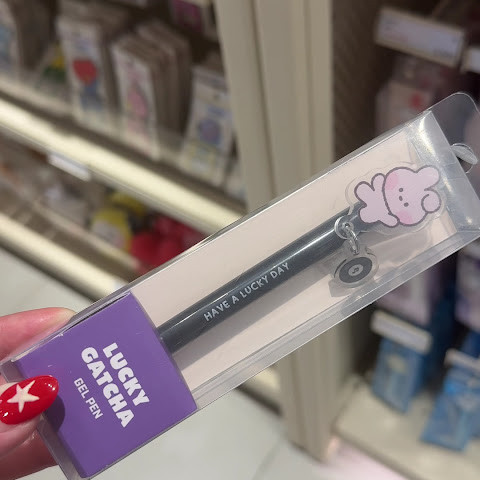 LUCKY
GATCHA
GEL PEN
HAVE A LUCKY DAY